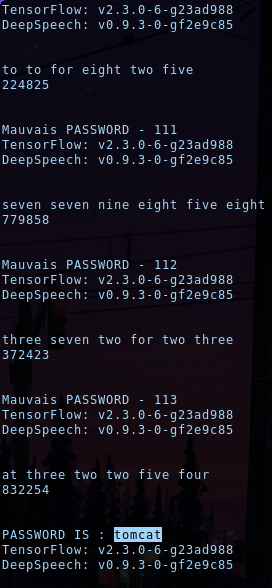 TensorFlow: v2.3.0-6-g23ad988
DeepSpeech: v0.9.3-0-gf2e9c85
to to for eight two five
224825
Mauvais PASSWORD - 111
TensorFlow: v2.3.0-6-g23ad988
DeepSpeech: v0.9.3-0-gf2e9c85
seven seven nine eight five eight
779858
Mauvais PASSWORD - 112
TensorFlow: v2.3.0-6-g23ad988
DeepSpeech: v0.9.3-0-gf2e9c85
three seven two for two three
372423
Mauvais PASSWORD - 113
TensorFlow: v2.3.0-6-g23ad988
DeepSpeech: v0.9.3-0-gf2e9c85
at three two two five four
832254
PASSWORD IS : tomcat
TensorFlow: v2.3.0-6-g23ad988
DeepSpeech: v0.9.3-0-gf2e9c85